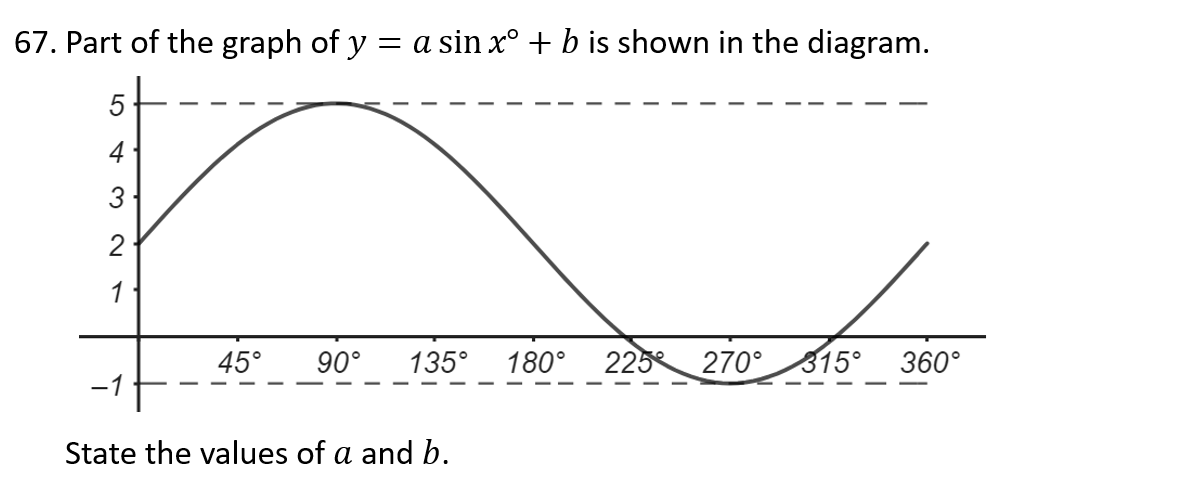 67. Part of the graph of y = a sin x° + b is shown in the diagram.
5
4
3
2
1
45° 90° 135° 180° 225° 270° 315° 360°
–1
State the values of a and b.